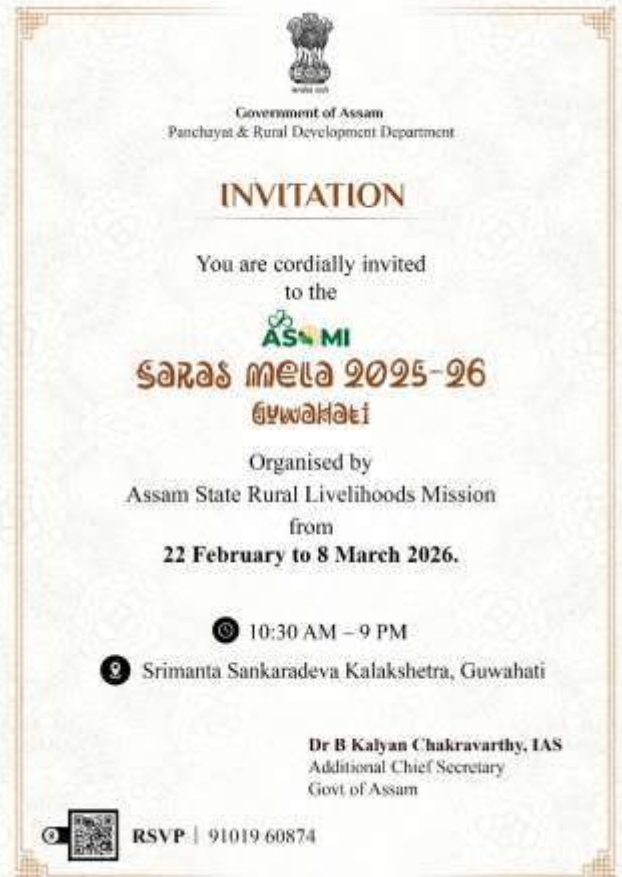 Government of Assam
Panchayat & Rural Development Department
INVITATION
You are cordially invited
to the
ASOMI
SARAS MELA 2025-26
GUWAHATI
Organised by
Assam State Rural Livelihoods Mission
from
22 February to 8 March 2026.
10:30 AM – 9 PM
Srimanta Sankaradeva Kalakshetra, Guwahati
Dr B Kalyan Chakravarthy, IAS
Additional Chief Secretary
Govt of Assam
RSVP | 91019 60874